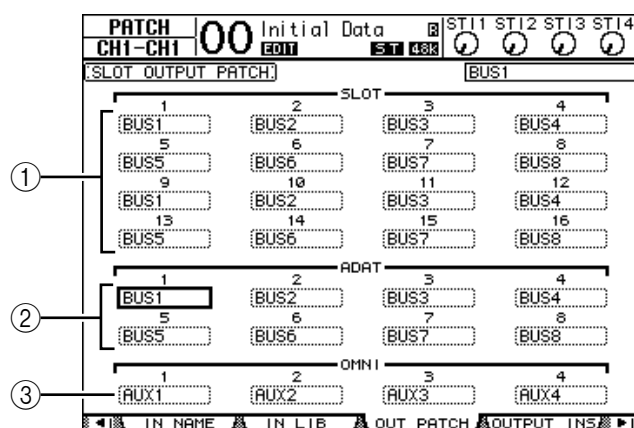 PATCH 00 Initial Data R ST11 ST12 ST13 ST14
CH1-CH1 EDIT ST 48K
SLOT OUTPUT PATCH BUS1
SLOT
1 2 3 4
BUS1 BUS2 BUS3 BUS4
5 6 7 8
① BUS5 BUS6 BUS7 BUS8
9 10 11 12
BUS1 BUS2 BUS3 BUS4
13 14 15 16
BUS5 BUS6 BUS7 BUS8
ADAT
1 2 3 4
② BUS1 BUS2 BUS3 BUS4
5 6 7 8
BUS5 BUS6 BUS7 BUS8
OMNI
1 2 3 4
③ AUX1 AUX2 AUX3 AUX4
IN NAME IN LIB OUT PATCH OUTPUT INS